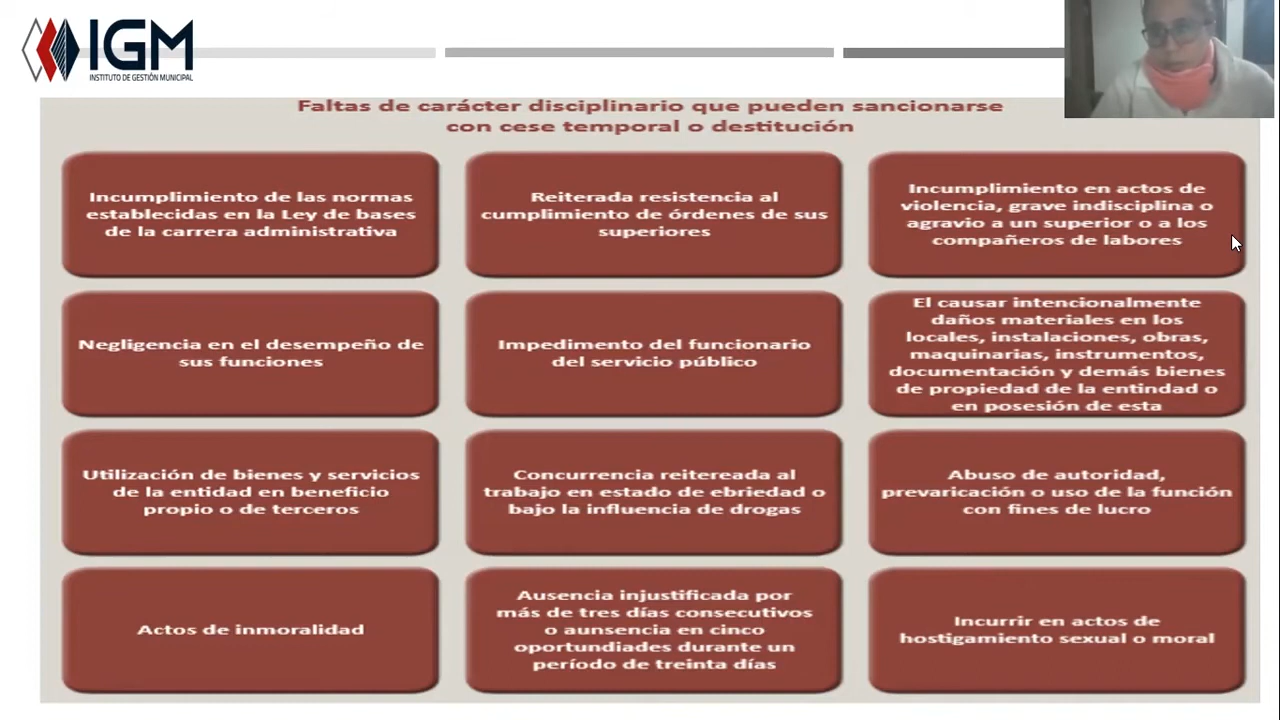 IGM
INSTITUTO DE GESTIÓN MUNICIPAL
Faltas de carácter disciplinario que pueden sancionarse
con cese temporal o destitución
Incumplimiento de las normas
establecidas en la Ley de bases
de la carrera administrativa
Reiterada resistencia al
cumplimiento de órdenes de sus
superiores
Incumplimiento en actos de
violencia, grave indisciplina o
agravio a un superior o a los
compañeros de labores
Negligencia en el desempeño de
sus funciones
Impedimento del funcionario
del servicio público
El causar intencionalmente
daños materiales en los
locales, instalaciones, obras,
maquinarias, instrumentos,
documentación y demás bienes
de propiedad de la entindad o
en posesión de esta
Utilización de bienes y servicios
de la entidad en beneficio
propio o de terceros
Concurrencia reitereada al
trabajo en estado de ebriedad o
bajo la influencia de drogas
Abuso de autoridad,
prevaricación o uso de la función
con fines de lucro
Actos de inmoralidad
Ausencia injustificada por
más de tres días consecutivos
o aunsencia en cinco
oportundiades durante un
período de treinta días
Incurrir en actos de
hostigamiento sexual o moral